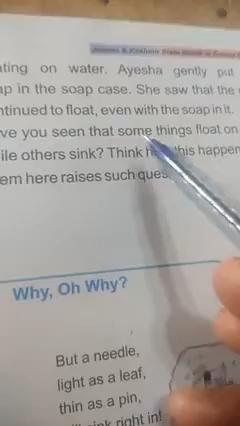 Jammu & Kashmir State Board of School
ating on water. Ayesha gently put
ap in the soap case. She saw that the
ntinued to float, even with the soap in it.
ve you seen that some things float on
ile others sink? Think this happen
em here raises such ques
Why, Oh Why?
But a needle,
light as a leaf,
thin as a pin,
sink right in!